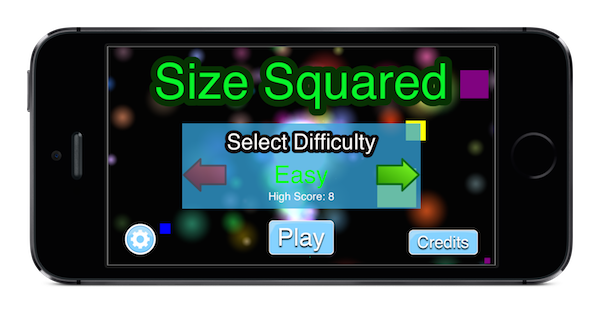 Size Squared
Select Difficulty
Easy
High Score: 8
Play
Credits